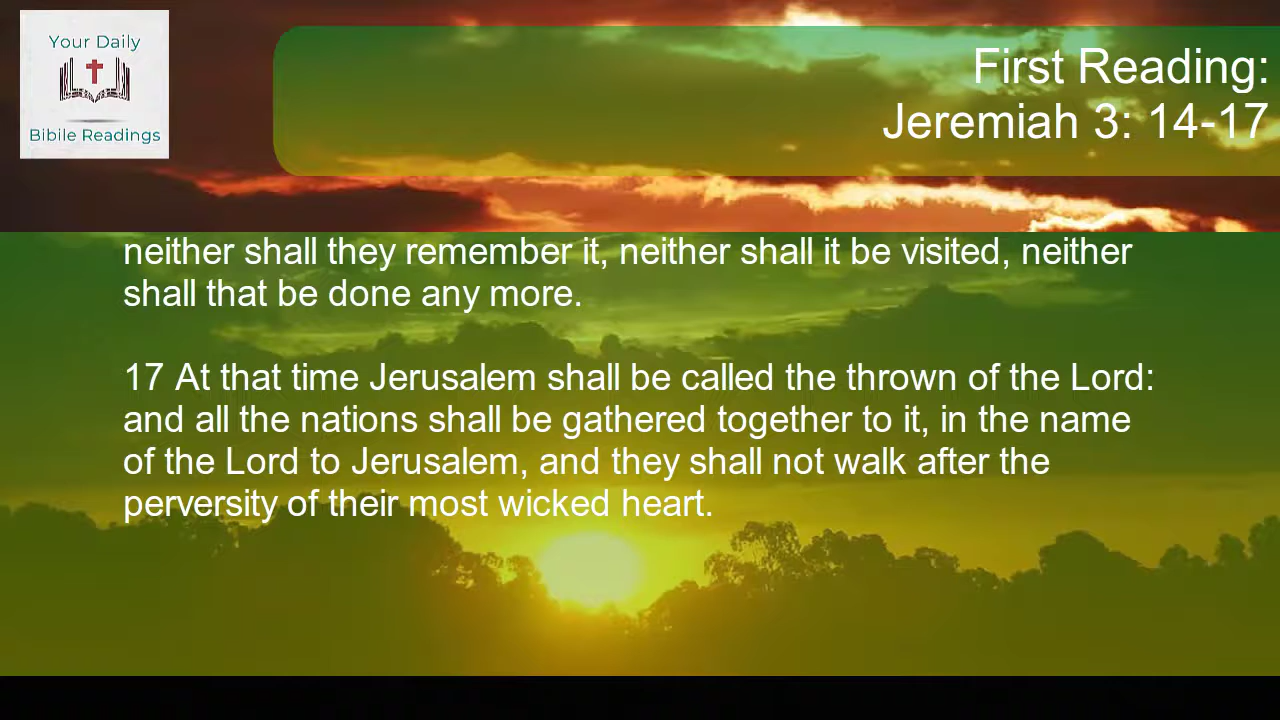 Your Daily
Bibile Readings
First Reading:
Jeremiah 3: 14-17
neither shall they remember it, neither shall it be visited, neither
shall that be done any more.
17 At that time Jerusalem shall be called the thrown of the Lord:
and all the nations shall be gathered together to it, in the name
of the Lord to Jerusalem, and they shall not walk after the
perversity of their most wicked heart.